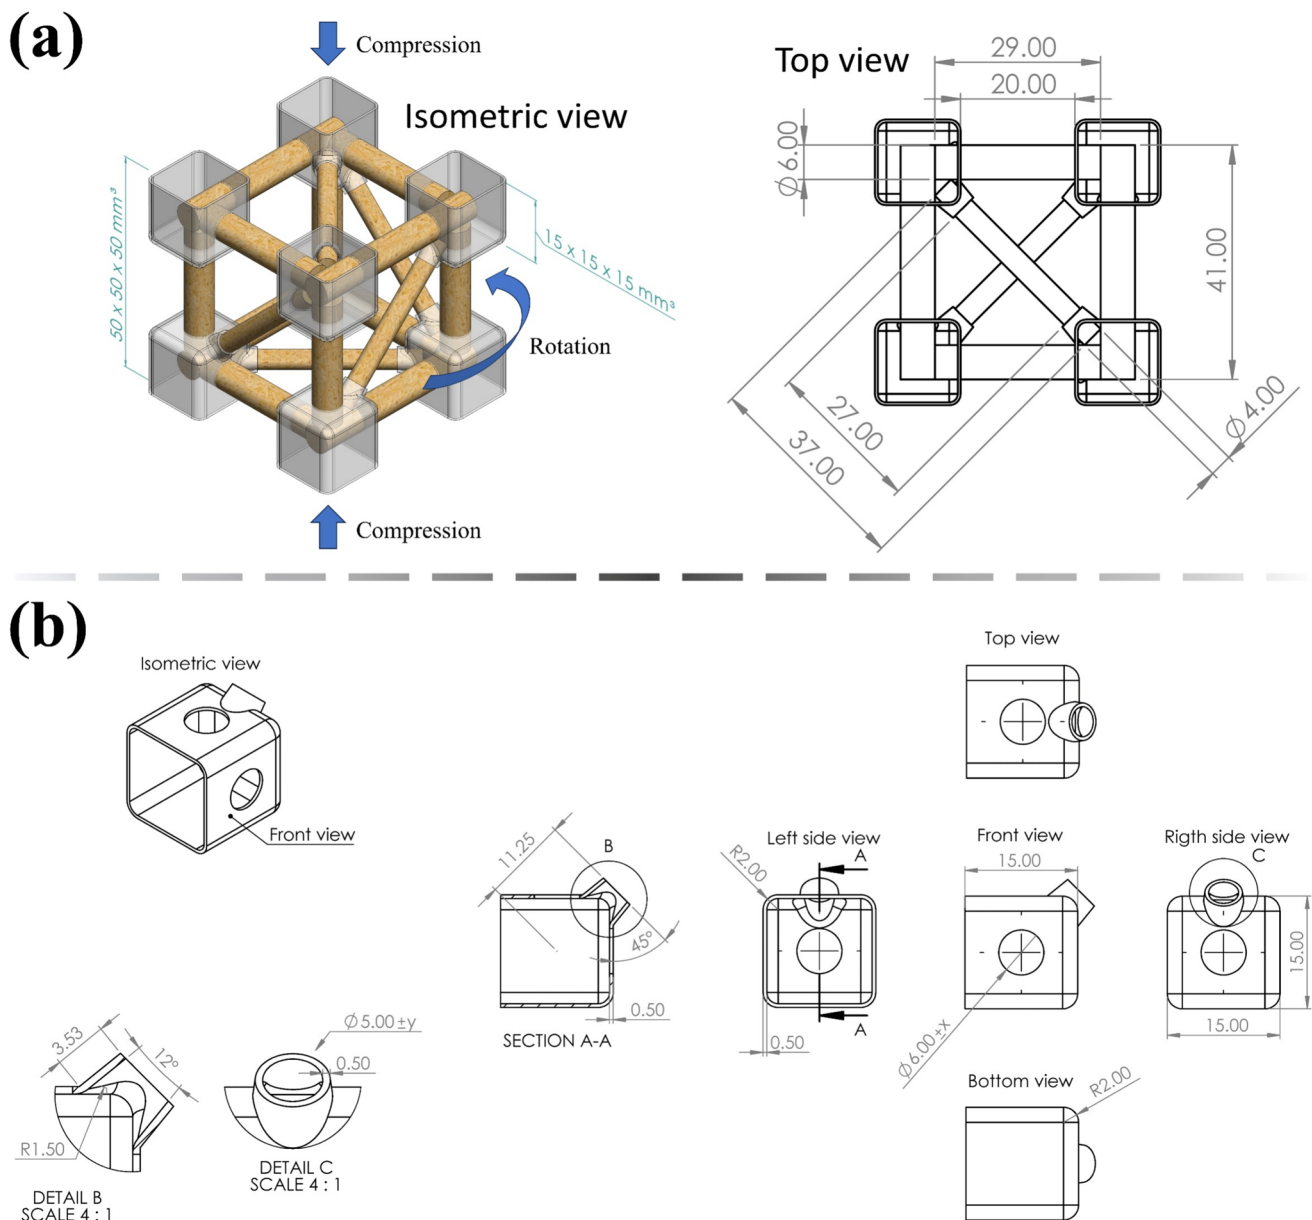 (a)
Compression
Isometric view
50 x 50 x 50 mm³
15 x 15 x 15 mm³
Rotation
Compression
Top view
29.00
20.00
∅6.00
41.00
27.00
37.00
∅4.00
(b)
Isometric view
Front view
Top view
11.25
B
45°
0.50
SECTION A-A
Left side view
R2.00
A
A
0.50
Front view
15.00
∅6.00±x
Rigth side view
C
15.00
15.00
Bottom view
R2.00
3.53
12°
R1.50
DETAIL B
SCALE 4 : 1
∅5.00±y
0.50
DETAIL C
SCALE 4 : 1